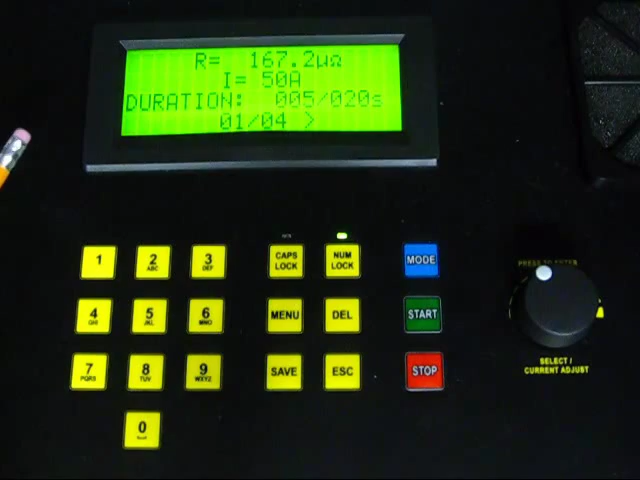 R= 167.2µΩ
I= 50A
DURATION: 005/020s
01/04 >
1
2 ABC
3 DEF
CAPS LOCK
NUM LOCK
MODE
PRESS TO ENTER
4 GHI
5 JKL
6 MNO
MENU
DEL
START
SELECT /
CURRENT ADJUST
7 PQRS
8 TUV
9 WXYZ
SAVE
ESC
STOP
0